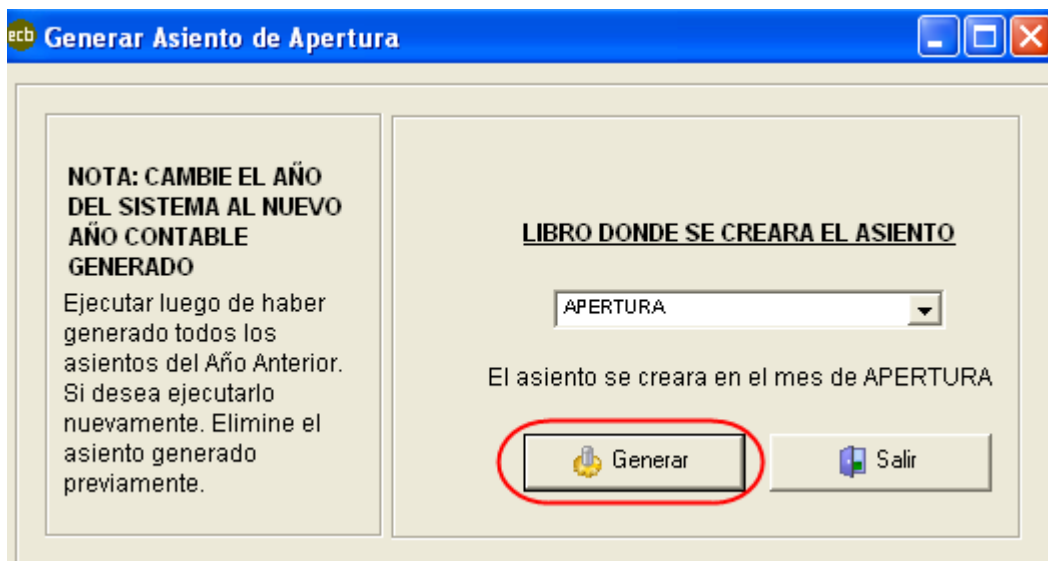 ecb Generar Asiento de Apertura
NOTA: CAMBIE EL AÑO
DEL SISTEMA AL NUEVO
AÑO CONTABLE
GENERADO
Ejecutar luego de haber
generado todos los
asientos del Año Anterior.
Si desea ejecutarlo
nuevamente. Elimine el
asiento generado
previamente.
LIBRO DONDE SE CREARA EL ASIENTO
APERTURA
El asiento se creara en el mes de APERTURA
Generar
Salir